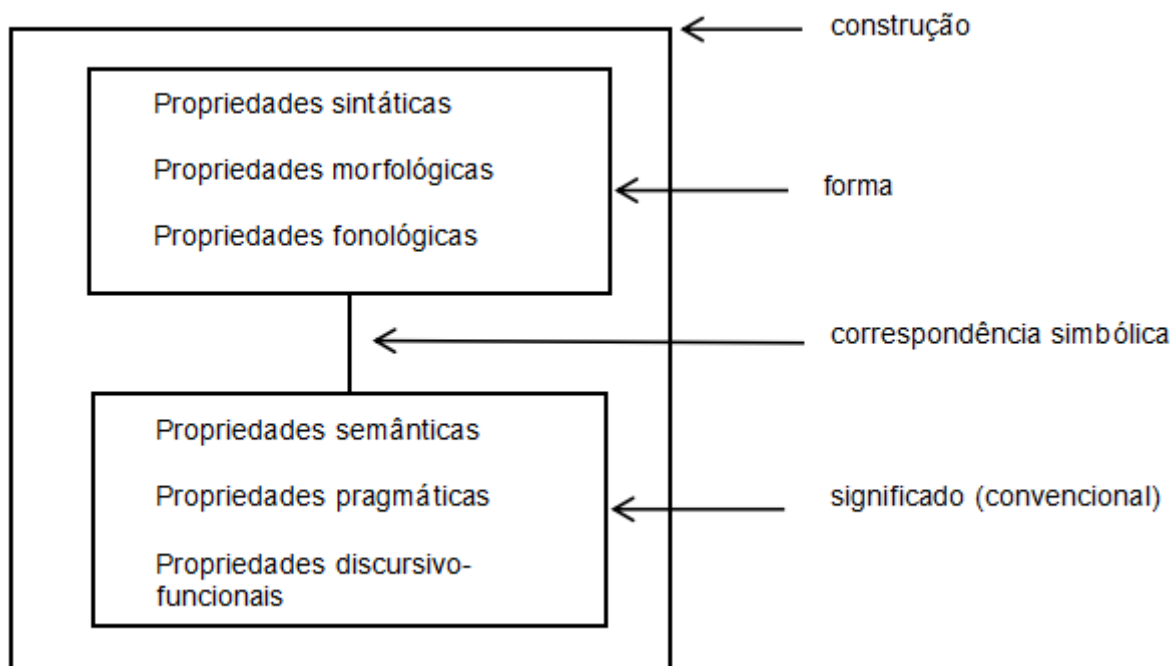 construção
Propriedades sintáticas
Propriedades morfológicas
forma
Propriedades fonológicas
correspondência simbólica
Propriedades semânticas
Propriedades pragmáticas
significado (convencional)
Propriedades discursivo-
funcionais